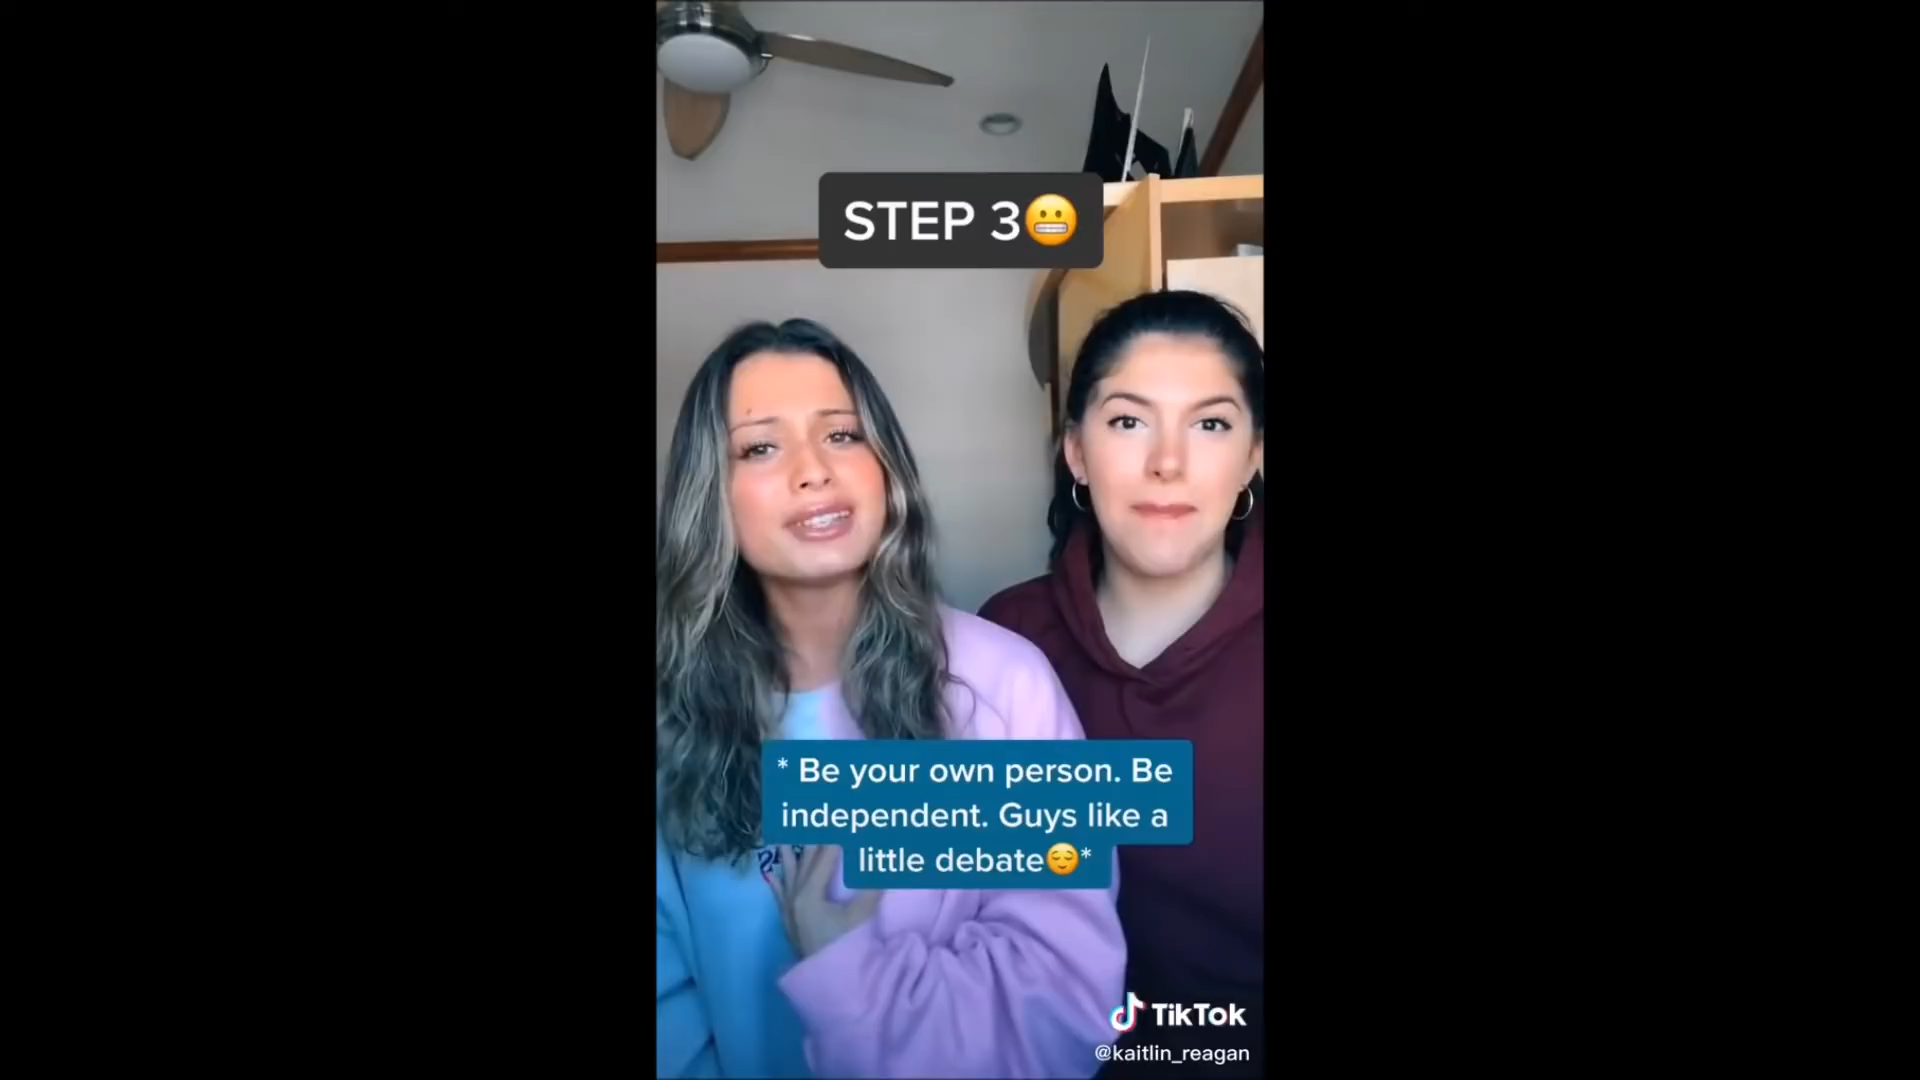 STEP 3😬
* Be your own person. Be
independent. Guys like a
little debate😌*
TikTok
@kaitlin_reagan